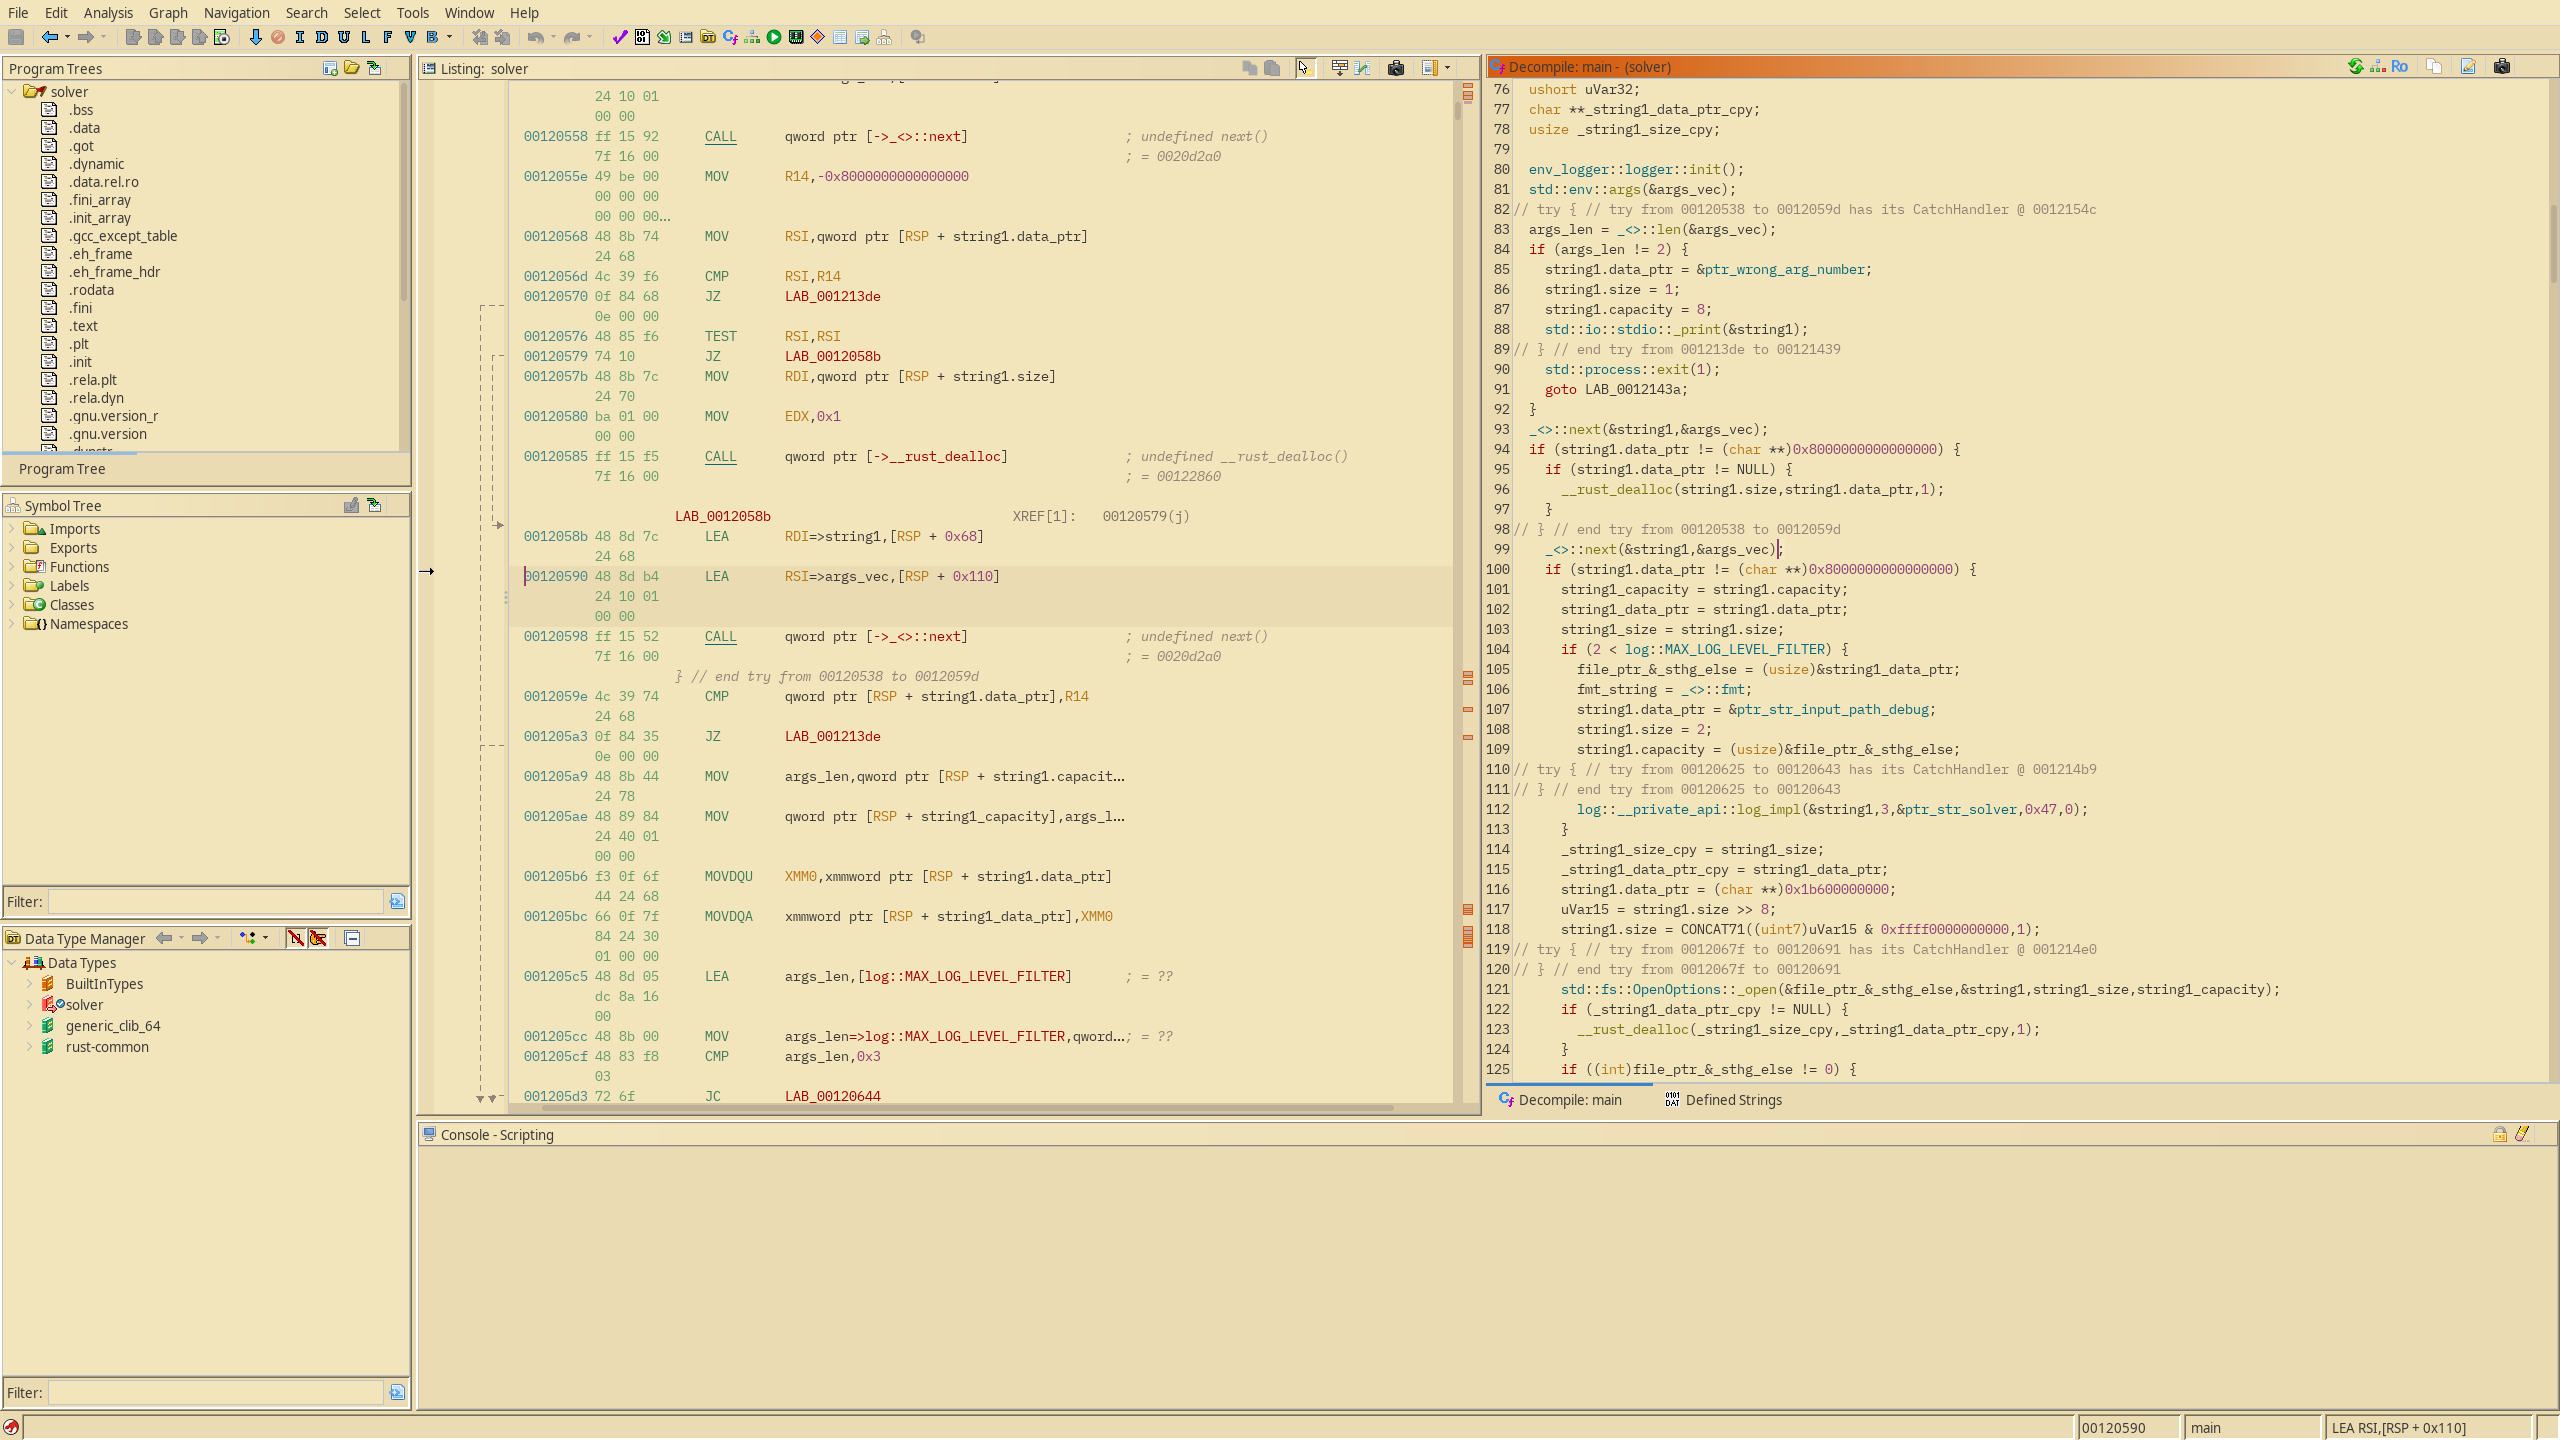 File Edit Analysis Graph Navigation Search Select Tools Window Help
I D U L F V B
Program Trees
solver
.bss
.data
.got
.dynamic
.data.rel.ro
.fini_array
.init_array
.gcc_except_table
.eh_frame
.eh_frame_hdr
.rodata
.fini
.text
.plt
.init
.rela.plt
.rela.dyn
.gnu.version_r
.gnu.version
Program Tree
Symbol Tree
Imports
Exports
Functions
Labels
Classes
Namespaces
Filter:
Data Type Manager
Data Types
BuiltInTypes
solver
generic_clib_64
rust-common
Filter:
Listing: solver
24 10 01
00 00
00120558 ff 15 92 CALL qword ptr [->_<>::next] ; undefined next()
7f 16 00 ; = 0020d2a0
0012055e 49 be 00 MOV R14,-0x8000000000000000
00 00 00
00 00 00...
00120568 48 8b 74 MOV RSI,qword ptr [RSP + string1.data_ptr]
24 68
0012056d 4c 39 f6 CMP RSI,R14
00120570 0f 84 68 JZ LAB_001213de
0e 00 00
00120576 48 85 f6 TEST RSI,RSI
00120579 74 10 JZ LAB_0012058b
0012057b 48 8b 7c MOV RDI,qword ptr [RSP + string1.size]
24 70
00120580 ba 01 00 MOV EDX,0x1
00 00
00120585 ff 15 f5 CALL qword ptr [->__rust_dealloc] ; undefined __rust_dealloc()
7f 16 00 ; = 00122860
LAB_0012058b XREF[1]: 00120579(j)
0012058b 48 8d 7c LEA RDI=>string1,[RSP + 0x68]
24 68
00120590 48 8d b4 LEA RSI=>args_vec,[RSP + 0x110]
24 10 01
00 00
00120598 ff 15 52 CALL qword ptr [->_<>::next] ; undefined next()
7f 16 00 ; = 0020d2a0
} // end try from 00120538 to 0012059d
0012059e 4c 39 74 CMP qword ptr [RSP + string1.data_ptr],R14
24 68
001205a3 0f 84 35 JZ LAB_001213de
0e 00 00
001205a9 48 8b 44 MOV args_len,qword ptr [RSP + string1.capacit...
24 78
001205ae 48 89 84 MOV qword ptr [RSP + string1_capacity],args_l...
24 40 01
00 00
001205b6 f3 0f 6f MOVDQU XMM0,xmmword ptr [RSP + string1.data_ptr]
44 24 68
001205bc 66 0f 7f MOVDQA xmmword ptr [RSP + string1_data_ptr],XMM0
84 24 30
01 00 00
001205c5 48 8d 05 LEA args_len,[log::MAX_LOG_LEVEL_FILTER] ; = ??
dc 8a 16
00
001205cc 48 8b 00 MOV args_len=>log::MAX_LOG_LEVEL_FILTER,qword...; = ??
001205cf 48 83 f8 CMP args_len,0x3
03
001205d3 72 6f JC LAB_00120644
Decompile: main - (solver)
Ro
76 ushort uVar32;
77 char **_string1_data_ptr_cpy;
78 usize _string1_size_cpy;
79
80 env_logger::logger::init();
81 std::env::args(&args_vec);
82 // try { // try from 00120538 to 0012059d has its CatchHandler @ 0012154c
83 args_len = _<>::len(&args_vec);
84 if (args_len != 2) {
85 string1.data_ptr = &ptr_wrong_arg_number;
86 string1.size = 1;
87 string1.capacity = 8;
88 std::io::stdio::_print(&string1);
89 // } // end try from 001213de to 00121439
90 std::process::exit(1);
91 goto LAB_0012143a;
92 }
93 _<>::next(&string1,&args_vec);
94 if (string1.data_ptr != (char **)0x8000000000000000) {
95 if (string1.data_ptr != NULL) {
96 __rust_dealloc(string1.size,string1.data_ptr,1);
97 }
98 // } // end try from 00120538 to 0012059d
99 _<>::next(&string1,&args_vec);
100 if (string1.data_ptr != (char **)0x8000000000000000) {
101 string1_capacity = string1.capacity;
102 string1_data_ptr = string1.data_ptr;
103 string1_size = string1.size;
104 if (2 < log::MAX_LOG_LEVEL_FILTER) {
105 file_ptr_&_sthg_else = (usize)&string1_data_ptr;
106 fmt_string = _<>::fmt;
107 string1.data_ptr = &ptr_str_input_path_debug;
108 string1.size = 2;
109 string1.capacity = (usize)&file_ptr_&_sthg_else;
110 // try { // try from 00120625 to 00120643 has its CatchHandler @ 001214b9
111 // } // end try from 00120625 to 00120643
112 log::__private_api::log_impl(&string1,3,&ptr_str_solver,0x47,0);
113 }
114 _string1_size_cpy = string1_size;
115 _string1_data_ptr_cpy = string1_data_ptr;
116 string1.data_ptr = (char **)0x1b600000000;
117 uVar15 = string1.size >> 8;
118 string1.size = CONCAT71((uint7)uVar15 & 0xffff0000000000,1);
119 // try { // try from 0012067f to 00120691 has its CatchHandler @ 001214e0
120 // } // end try from 0012067f to 00120691
121 std::fs::OpenOptions::_open(&file_ptr_&_sthg_else,&string1,string1_size,string1_capacity);
122 if (_string1_data_ptr_cpy != NULL) {
123 __rust_dealloc(_string1_size_cpy,_string1_data_ptr_cpy,1);
124 }
125 if ((int)file_ptr_&_sthg_else != 0) {
Decompile: main Defined Strings
Console - Scripting
00120590 main LEA RSI,[RSP + 0x110]